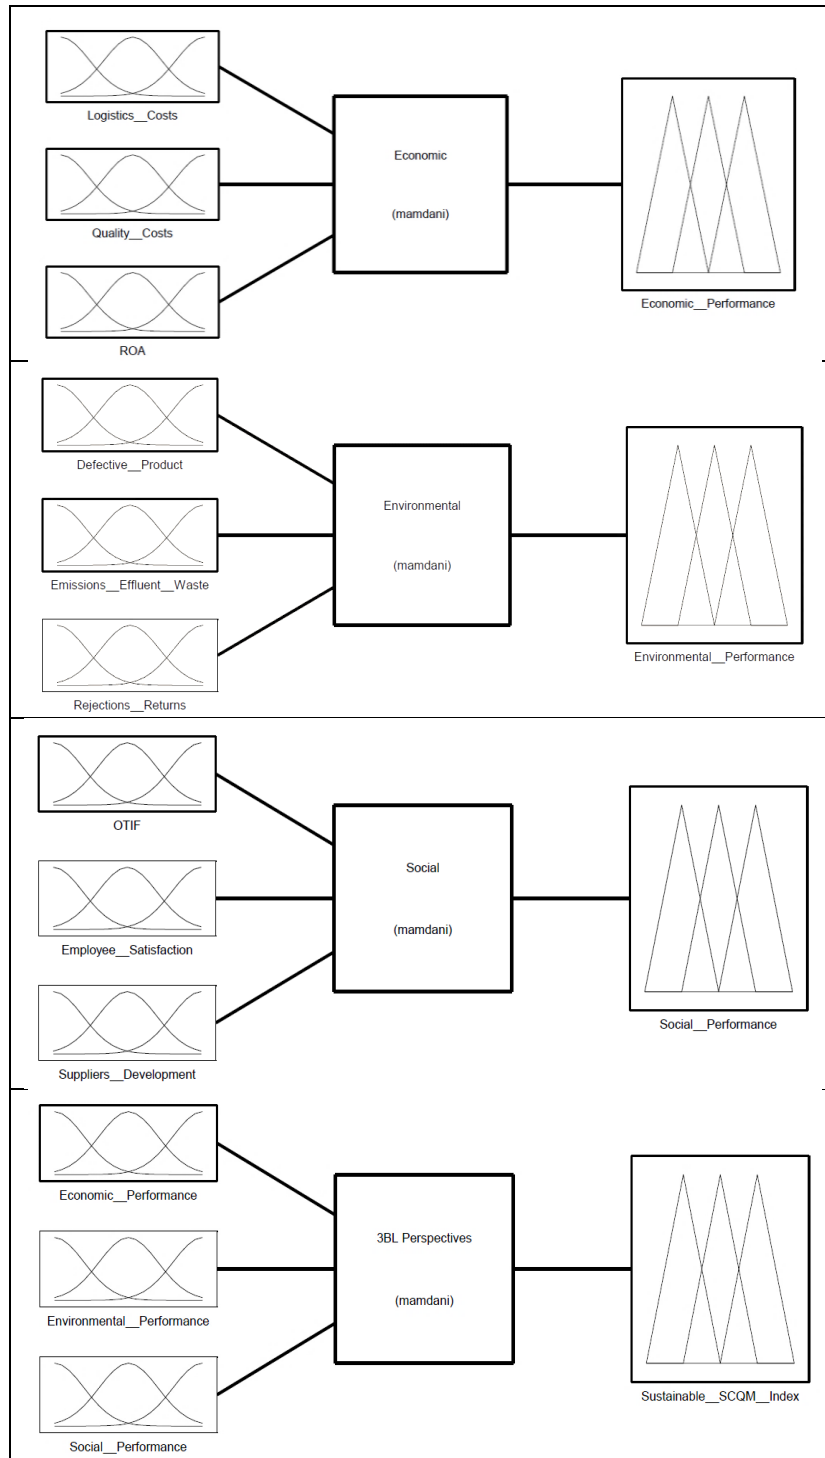 Logistics__Costs
Economic
(mamdani)
Quality__Costs
Economic__Performance
ROA
Defective__Product
Environmental
(mamdani)
Emissions__Effluent__Waste
Environmental__Performance
Rejections__Returns
OTIF
Social
(mamdani)
Employee__Satisfaction
Social__Performance
Suppliers__Development
Economic__Performance
3BL Perspectives
(mamdani)
Environmental__Performance
Sustainable__SCQM__Index
Social__Performance